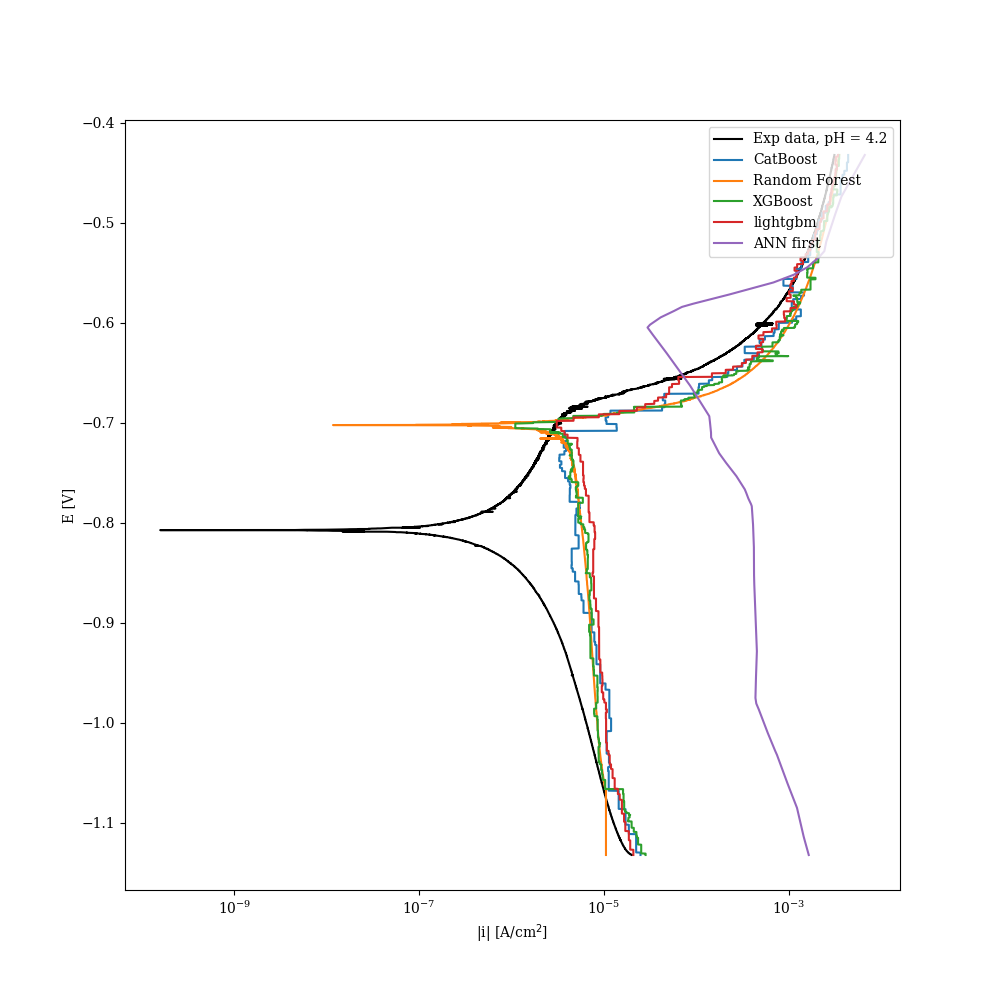 −0.4
−0.5
−0.6
−0.7
−0.8
−0.9
−1.0
−1.1
E [V]
10⁻⁹
10⁻⁷
10⁻⁵
10⁻³
|i| [A/cm²]
Exp data, pH = 4.2
CatBoost
Random Forest
XGBoost
lightgbm
ANN first